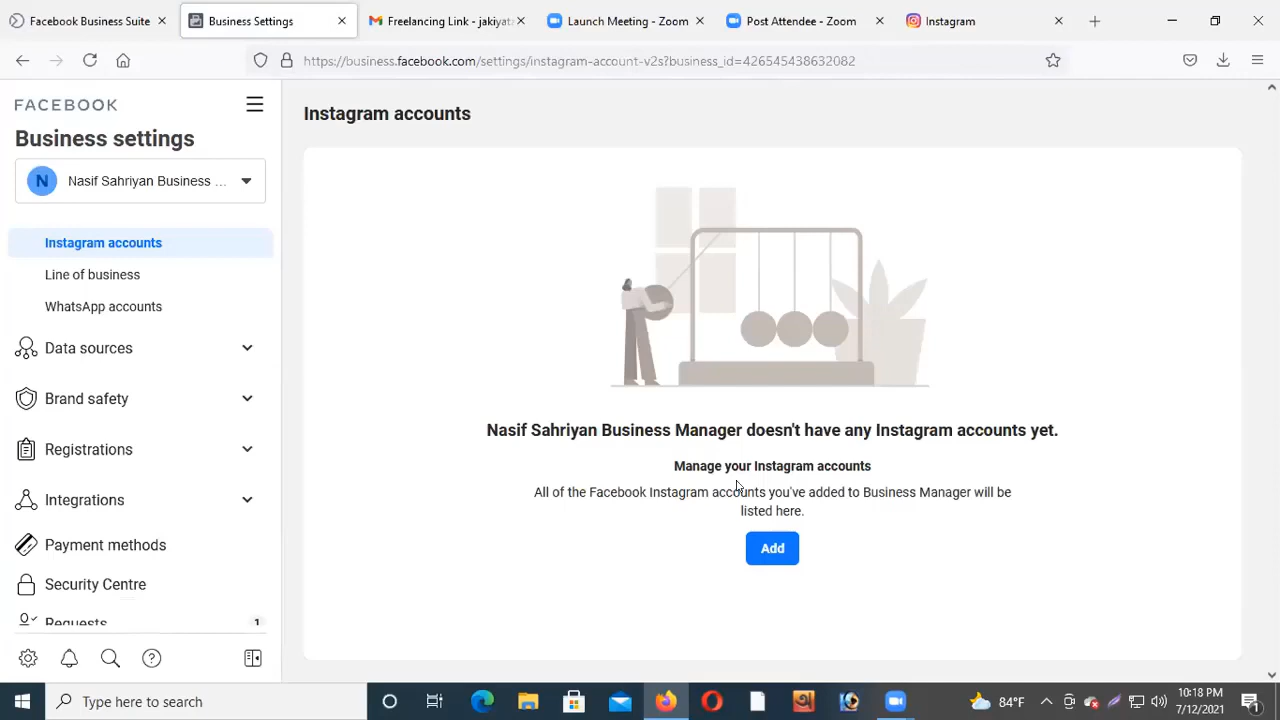 Facebook Business Suite
Business Settings
Freelancing Link - jakiyat
Launch Meeting - Zoom
Post Attendee - Zoom
Instagram
https://business.facebook.com/settings/instagram-account-v2s?business_id=426545438632082
FACEBOOK
Business settings
N Nasif Sahriyan Business ...
Instagram accounts
Line of business
WhatsApp accounts
Data sources
Brand safety
Registrations
Integrations
Payment methods
Security Centre
Requests 1
Instagram accounts
Nasif Sahriyan Business Manager doesn't have any Instagram accounts yet.
Manage your Instagram accounts
All of the Facebook Instagram accounts you've added to Business Manager will be
listed here.
Add
Type here to search
84°F
10:18 PM
7/12/2021
1